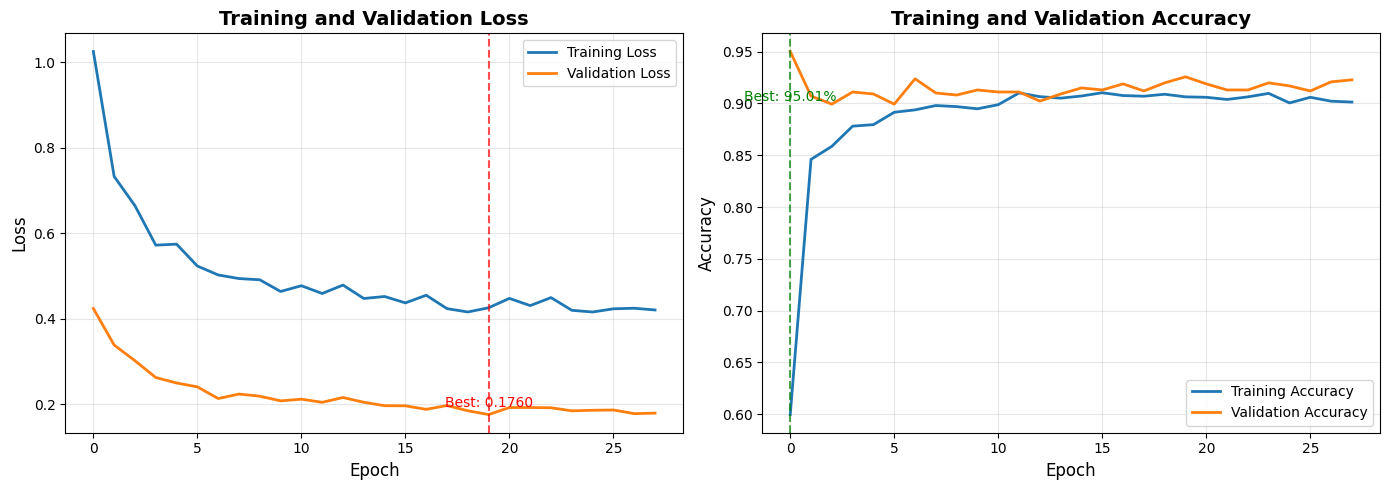 Training and Validation Loss
Training Loss
Validation Loss
Loss
1.0
0.8
0.6
0.4
0.2
Best: 0.1760
0
5
10
15
20
25
Epoch
Training and Validation Accuracy
Accuracy
0.95
0.90
0.85
0.80
0.75
0.70
0.65
0.60
Best: 95.01%
Training Accuracy
Validation Accuracy
0
5
10
15
20
25
Epoch